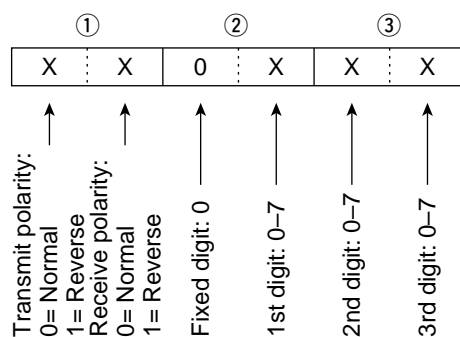 ① ② ③
X X 0 X X X
Transmit polarity:
0= Normal
1= Reverse
Receive polarity:
0= Normal
1= Reverse
Fixed digit: 0
1st digit: 0–7
2nd digit: 0–7
3rd digit: 0–7